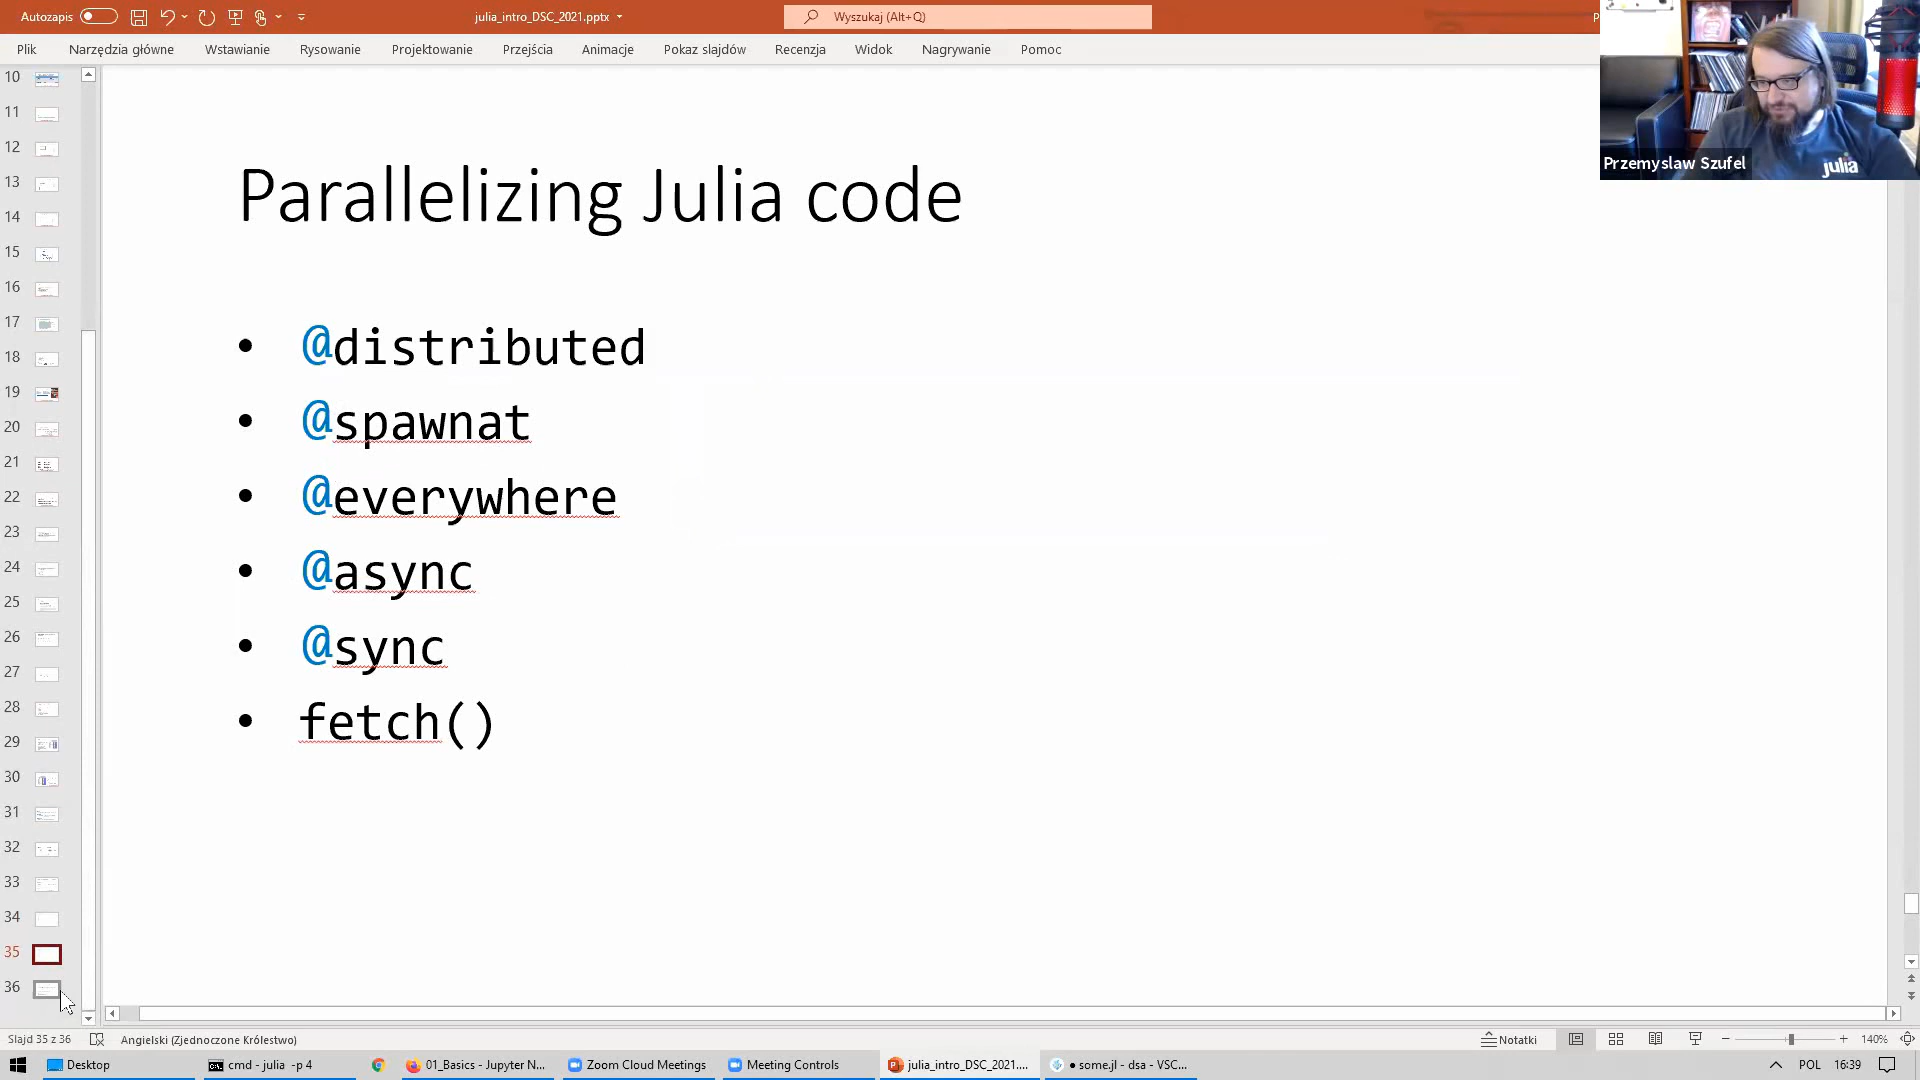 Autozapis
julia_intro_DSC_2021.pptx
Wyszukaj (Alt+Q)
P
Plik Narzędzia główne Wstawianie Rysowanie Projektowanie Przejścia Animacje Pokaz slajdów Recenzja Widok Nagrywanie Pomoc
Przemyslaw Szufel
julia
10
11
12
13
14
15
16
17
18
19
20
21
22
23
24
25
26
27
28
29
30
31
32
33
34
35
36
Parallelizing Julia code
• @distributed
• @spawnat
• @everywhere
• @async
• @sync
• fetch()
Slajd 35 z 36 Angielski (Zjednoczone Królestwo) Notatki 140%
Desktop cmd - julia -p 4 01_Basics - Jupyter N... Zoom Cloud Meetings Meeting Controls julia_intro_DSC_2021.... • some.jl - dsa - VSC... POL 16:39